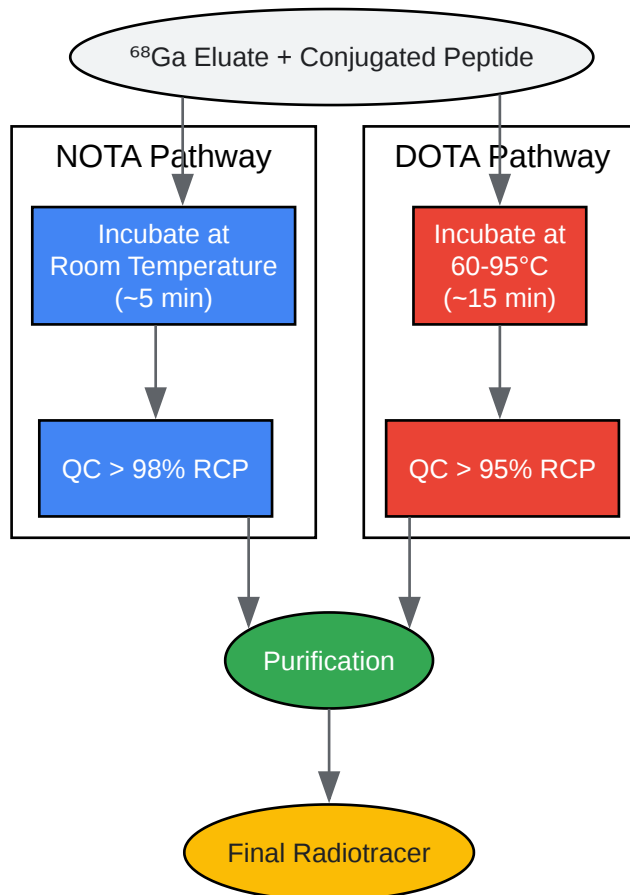 ⁶⁸Ga Eluate + Conjugated Peptide
NOTA Pathway
Incubate at
Room Temperature
(~5 min)
QC > 98% RCP
DOTA Pathway
Incubate at
60-95°C
(~15 min)
QC > 95% RCP
Purification
Final Radiotracer